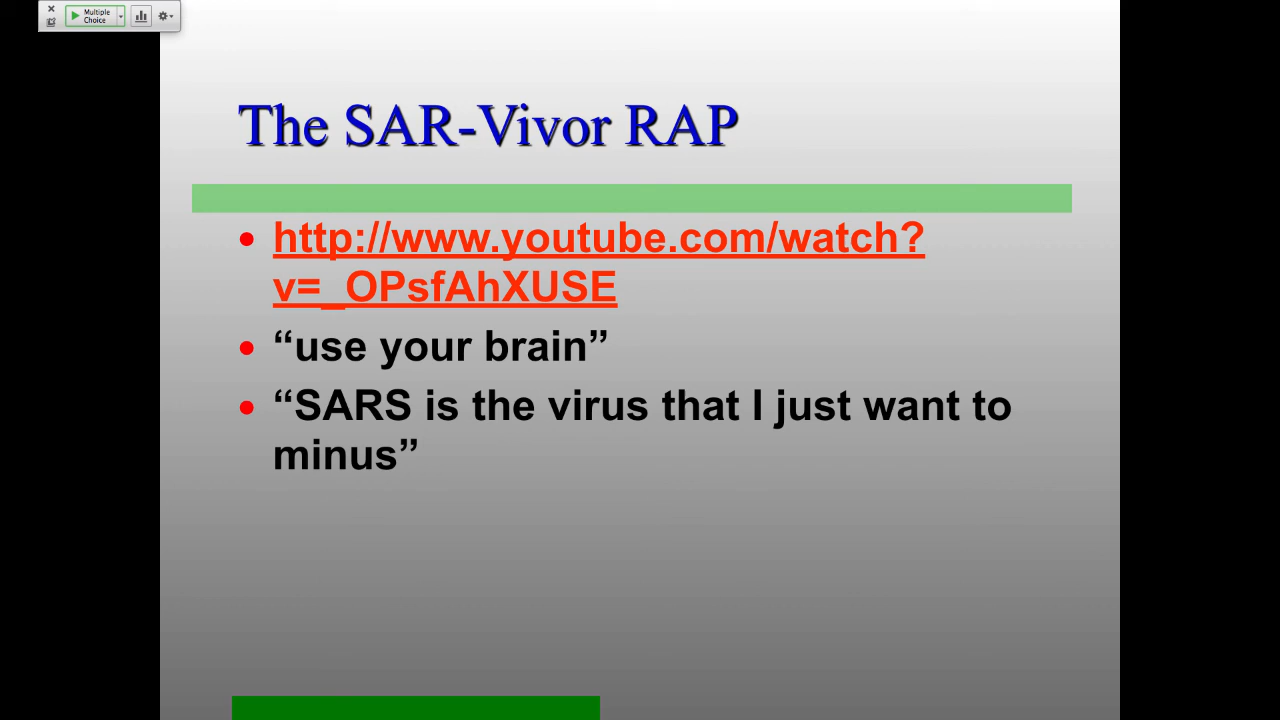 Multiple
Choice
The SAR-Vivor RAP
http://www.youtube.com/watch?
v=_OPsfAhXUSE
“use your brain”
“SARS is the virus that I just want to
minus”